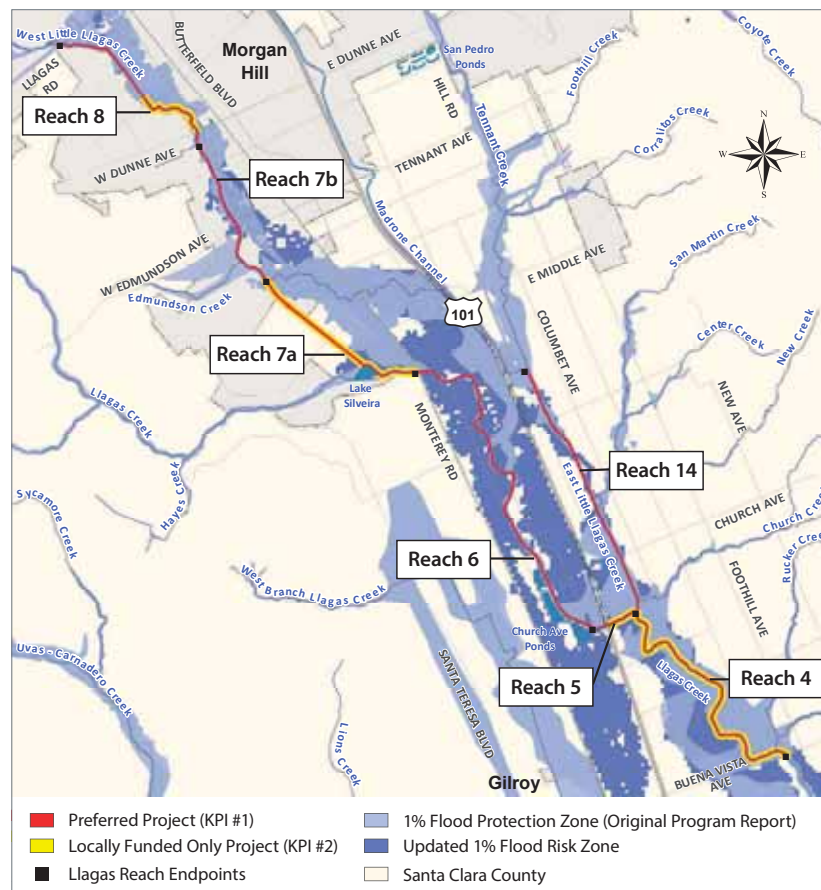 West Little Llagas Creek
LLAGAS
RD
BUTTERFIELD BLVD
Morgan
Hill
E DUNNE AVE
San Pedro
Ponds
HILL RD
Foothill Creek
Coyote Creek
Reach 8
TENNANT AVE
Tennant Creek
Corralitos Creek
N
W
E
S
W DUNNE AVE
Reach 7b
Madrone Channel
San Martin Creek
W EDMUNDSON AVE
E MIDDLE AVE
Edmundson Creek
101
COLUMBET AVE
Center Creek
New Creek
Reach 7a
Lake
Silveira
Llagas Creek
MONTEREY RD
NEW AVE
Hayes Creek
Reach 14
East Little Llagas Creek
Sycamore Creek
CHURCH AVE
Church Creek
Rucker Creek
Reach 6
FOOTHILL AVE
West Branch Llagas Creek
Church Ave
Ponds
Uvas - Carnadero Creek
SANTA TERESA BLVD
Reach 5
Llagas Creek
Reach 4
Lions Creek
Gilroy
BUENA VISTA
AVE
Preferred Project (KPI #1)
Locally Funded Only Project (KPI #2)
Llagas Reach Endpoints
1% Flood Protection Zone (Original Program Report)
Updated 1% Flood Risk Zone
Santa Clara County